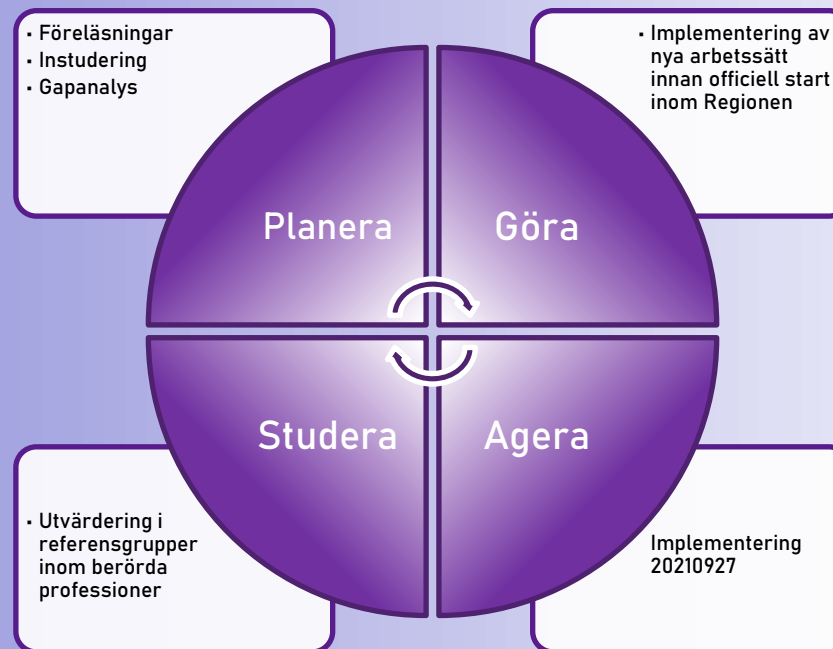 · Föreläsningar
· Instudering
· Gapanalys
· Implementering av
nya arbetssätt
innan officiell start
inom Regionen
Planera
Göra
Studera
Agera
· Utvärdering i
referensgrupper
inom berörda
professioner
Implementering
20210927